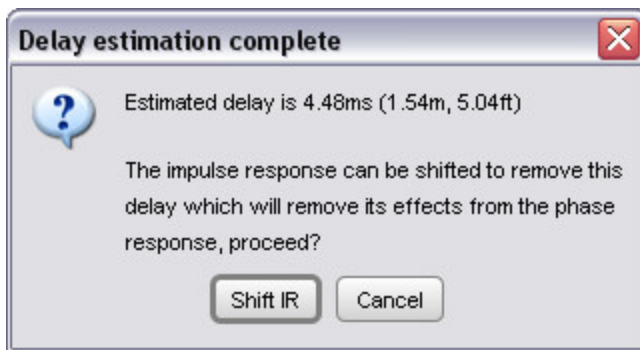 Delay estimation complete
Estimated delay is 4.48ms (1.54m, 5.04ft)
The impulse response can be shifted to remove this
delay which will remove its effects from the phase
response, proceed?
Shift IR
Cancel